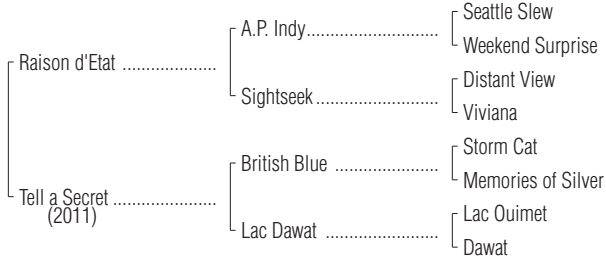 Seattle Slew
A.P. Indy
Weekend Surprise
Raison d'Etat
Distant View
Sightseek
Viviana
Storm Cat
British Blue
Memories of Silver
Tell a Secret
(2011)
Lac Ouimet
Lac Dawat
Dawat